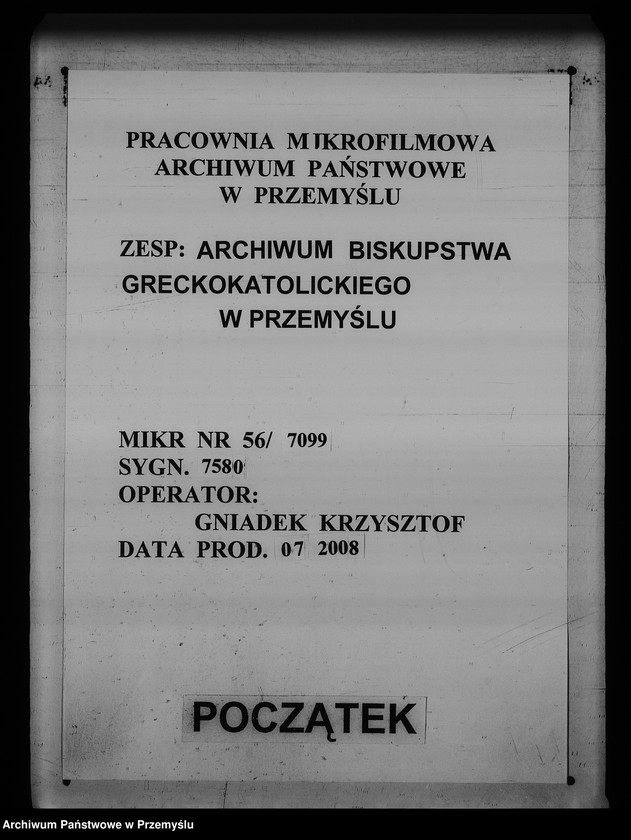 PRACOWNIA MIKROFILMOWA
ARCHIWUM PAŃSTWOWE
W PRZEMYŚLU
ZESP: ARCHIWUM BISKUPSTWA
GRECKOKATOLICKIEGO
W PRZEMYŚLU
MIKR NR 56/ 7099
SYGN. 7580
OPERATOR:
GNIADEK KRZYSZTOF
DATA PROD. 07 2008
POCZĄTEK
Archiwum Państwowe w Przemyślu